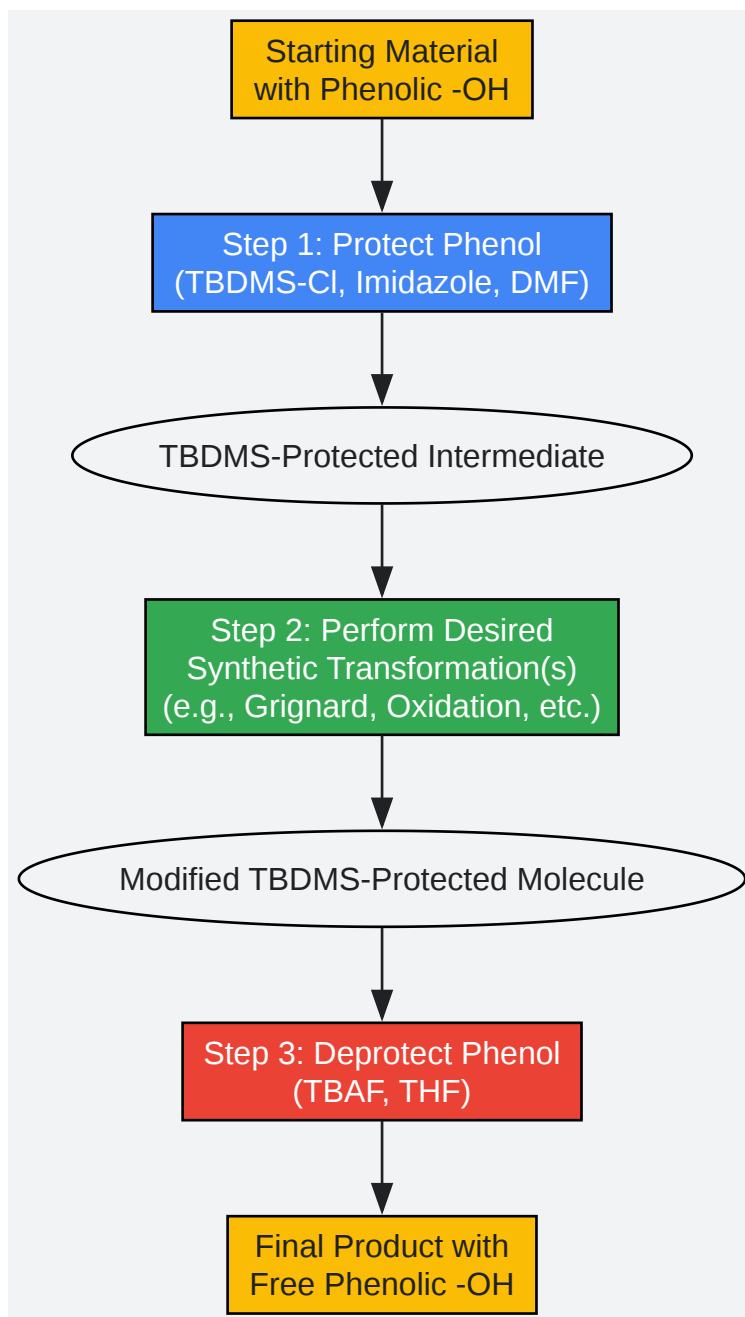 Starting Material
with Phenolic -OH
Step 1: Protect Phenol
(TBDMS-Cl, Imidazole, DMF)
TBDMS-Protected Intermediate
Step 2: Perform Desired
Synthetic Transformation(s)
(e.g., Grignard, Oxidation, etc.)
Modified TBDMS-Protected Molecule
Step 3: Deprotect Phenol
(TBAF, THF)
Final Product with
Free Phenolic -OH